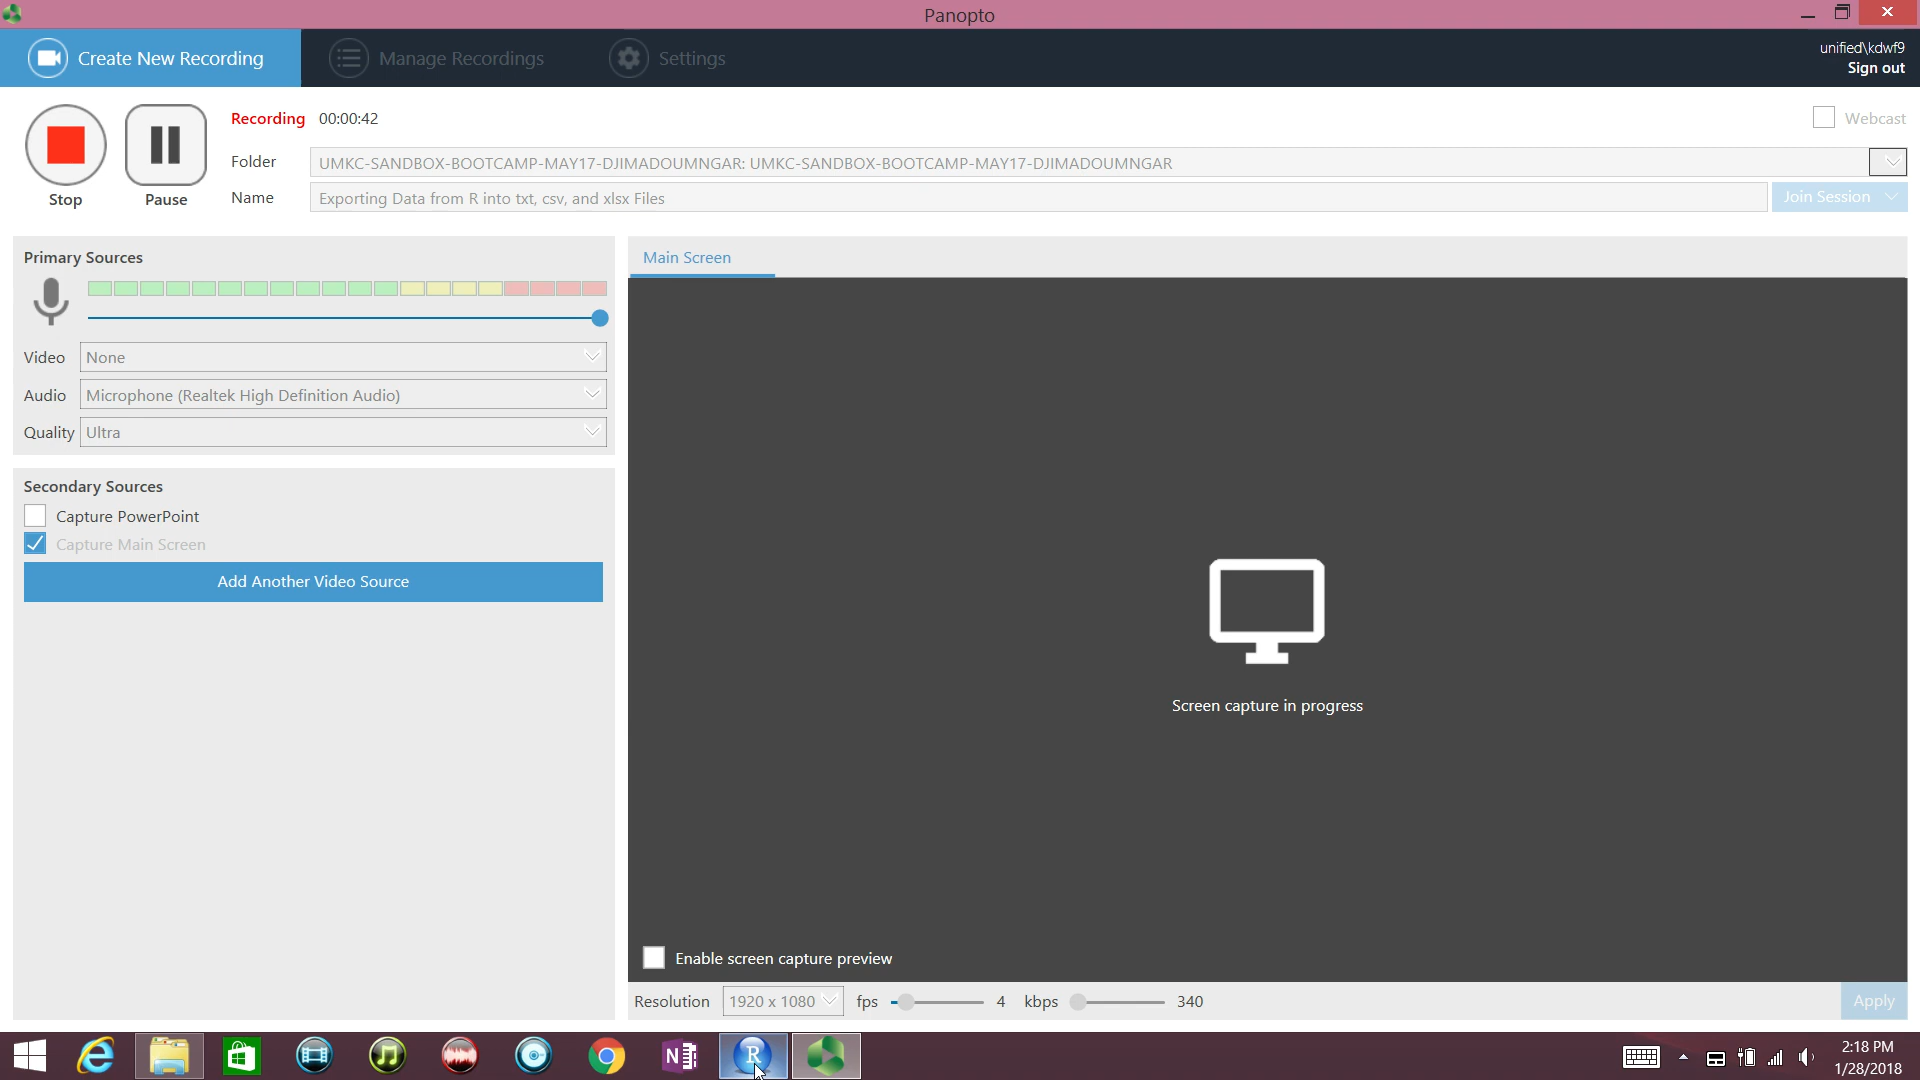 Panopto
Create New Recording
Manage Recordings
Settings
unified\kdwf9
Sign out
Recording 00:00:42
Webcast
Folder UMKC-SANDBOX-BOOTCAMP-MAY17-DJIMADOUMNGAR: UMKC-SANDBOX-BOOTCAMP-MAY17-DJIMADOUMNGAR
Stop
Pause
Name Exporting Data from R into txt, csv, and xlsx Files
Join Session
Primary Sources
Video None
Audio Microphone (Realtek High Definition Audio)
Quality Ultra
Secondary Sources
Capture PowerPoint
Capture Main Screen
Add Another Video Source
Main Screen
Screen capture in progress
Enable screen capture preview
Resolution 1920 x 1080 fps 4 kbps 340
Apply
N
R
2:18 PM
1/28/2018